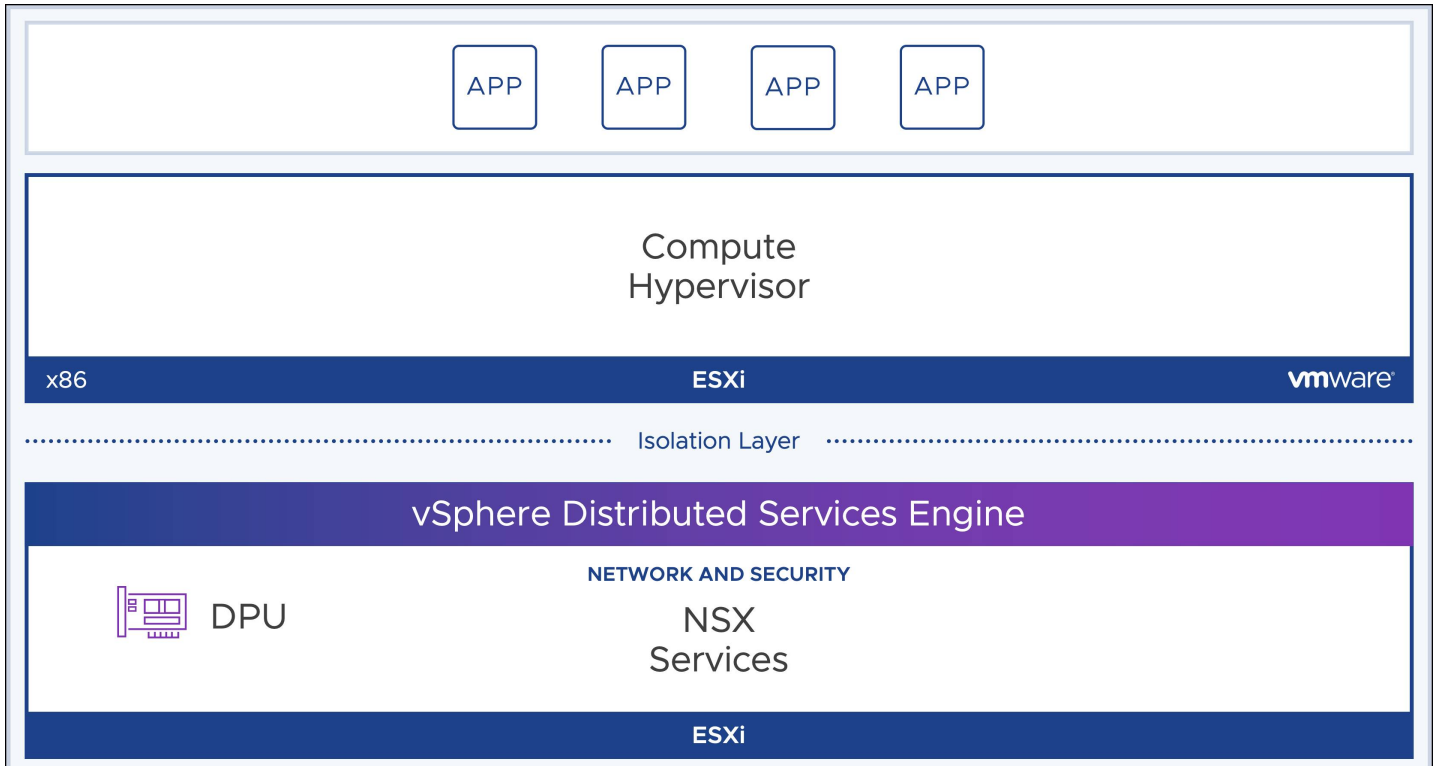 APP APP APP APP
Compute
Hypervisor
x86 ESXi vmware®
Isolation Layer
vSphere Distributed Services Engine
NETWORK AND SECURITY
DPU NSX
Services
ESXi